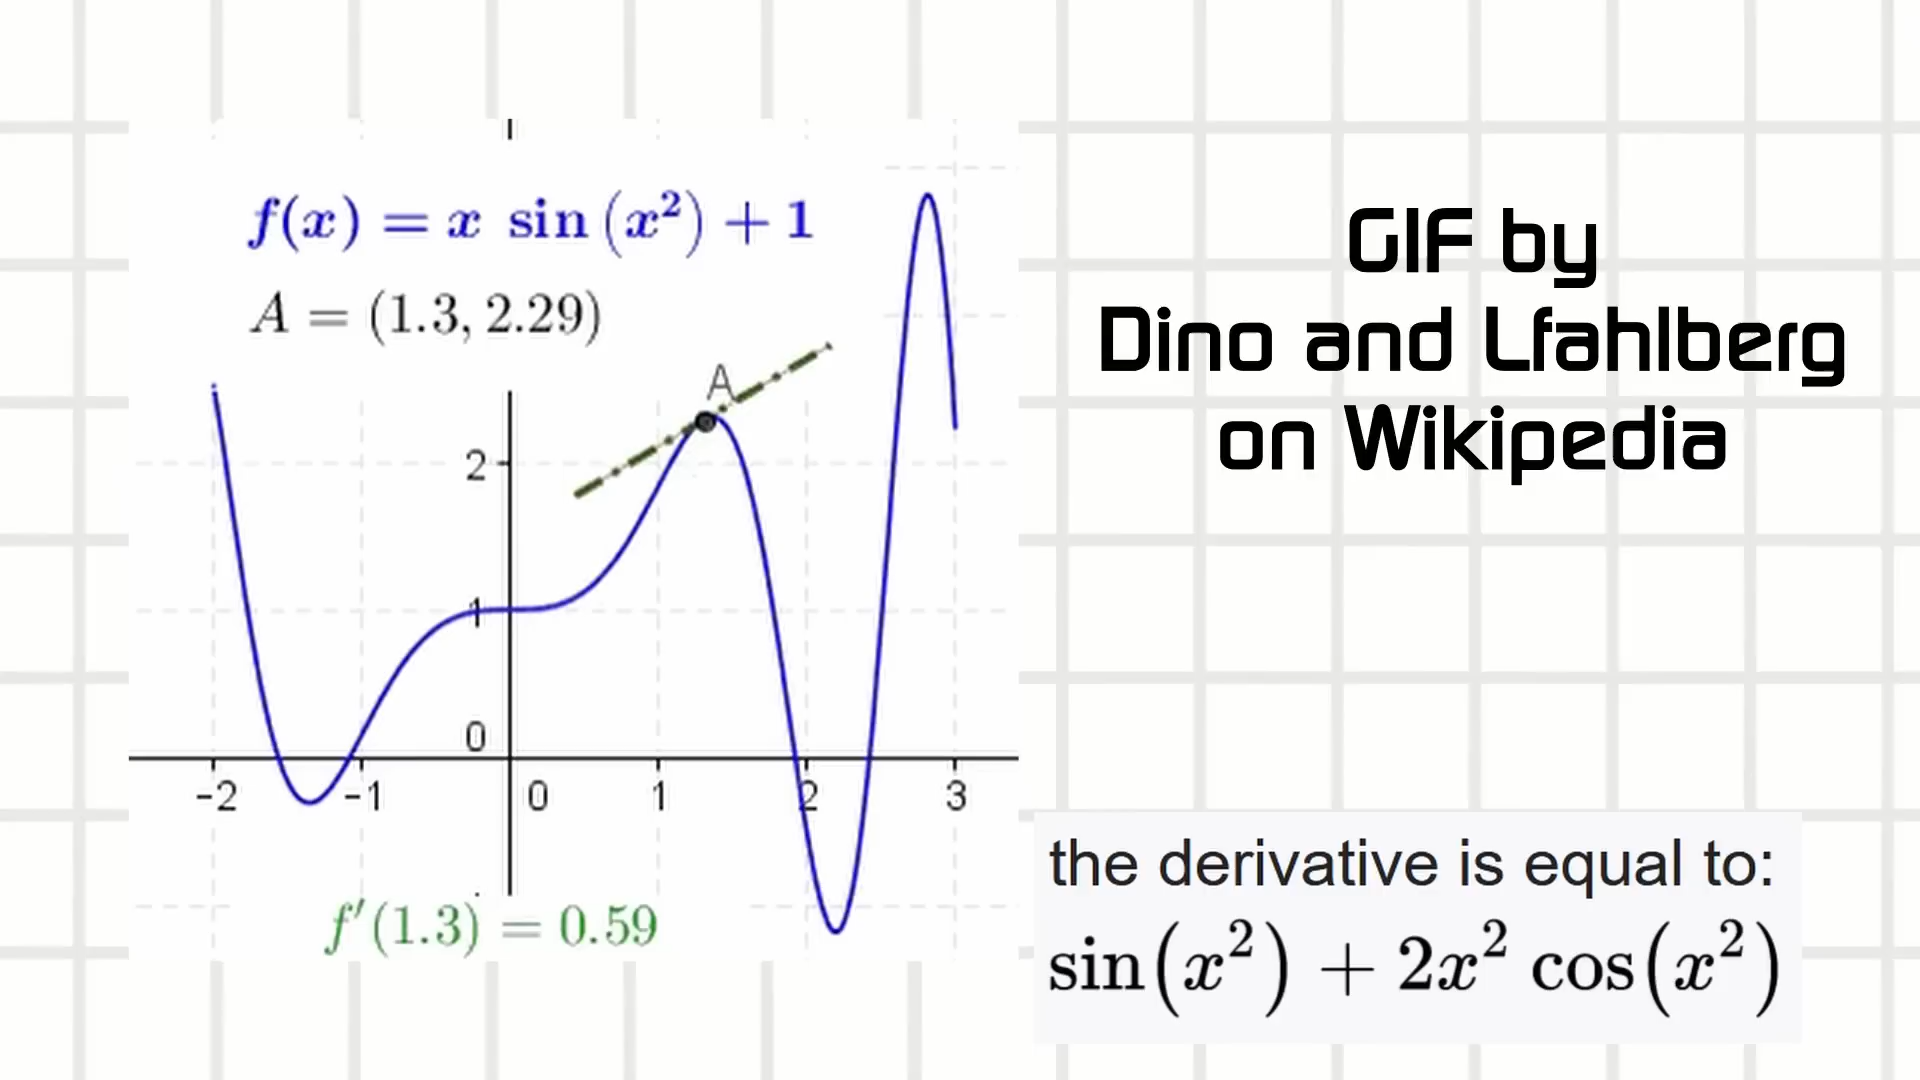 f(x) = x sin(x²) + 1
A = (1.3, 2.29)
A
2
1
0
-2 -1 0 1 2 3
f′(1.3) = 0.59
GIF by
Dino and Lfahlberg
on Wikipedia
the derivative is equal to:
sin(x²) + 2x² cos(x²)